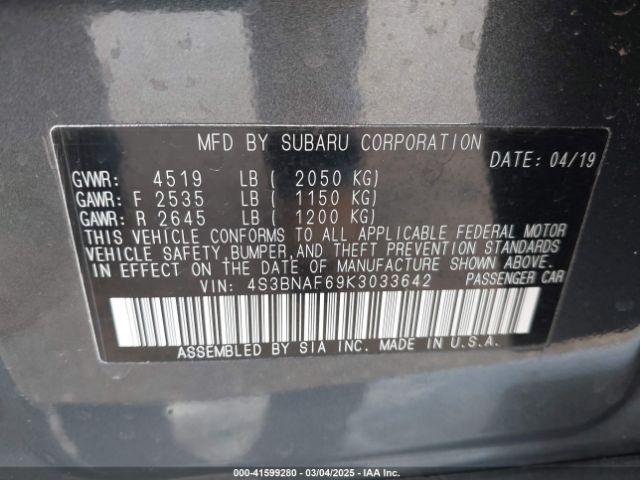 MFD BY SUBARU CORPORATION
DATE: 04/19
GVWR: 4519 LB ( 2050 KG)
GAWR: F 2535 LB ( 1150 KG)
GAWR: R 2645 LB ( 1200 KG)
THIS VEHICLE CONFORMS TO ALL APPLICABLE FEDERAL MOTOR
VEHICLE SAFETY, BUMPER, AND THEFT PREVENTION STANDARDS
IN EFFECT ON THE DATE OF MANUFACTURE SHOWN ABOVE.
VIN: 4S3BNAF69K3033642 PASSENGER CAR
ASSEMBLED BY SIA INC. MADE IN U.S.A.
000-41599280 - 03/04/2025 - IAA Inc.